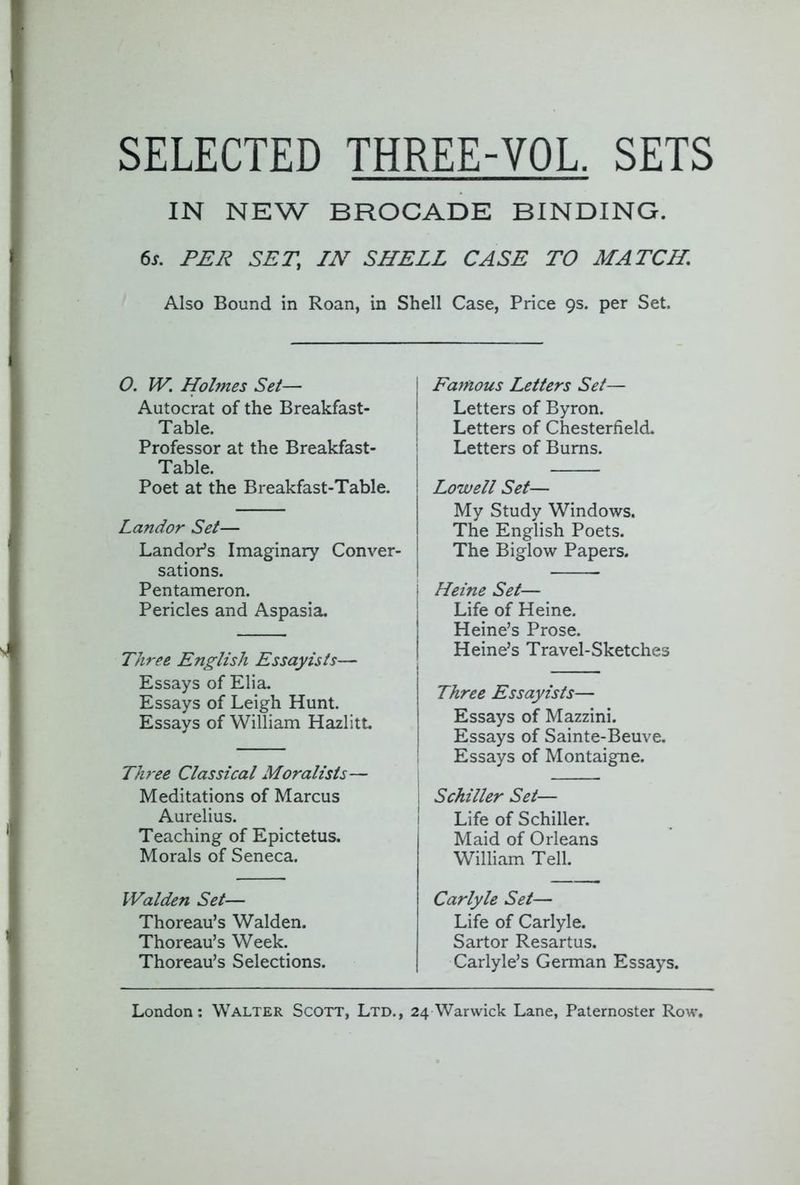 SELECTED THREE-VOL. SETS
IN NEW BROCADE BINDING.
6s. PER SET, IN SHELL CASE TO MATCH.
Also Bound in Roan, in Shell Case, Price 9s. per Set.
O. W. Holmes Set—
Autocrat of the Breakfast-
Table.
Professor at the Breakfast-
Table.
Poet at the Breakfast-Table.
Landor Set—
Landor's Imaginary Conver-
sations.
Pentameron.
Pericles and Aspasia.
Three English Essayists—
Essays of Elia.
Essays of Leigh Hunt.
Essays of William Hazlitt.
Three Classical Moralists—
Meditations of Marcus
Aurelius.
Teaching of Epictetus.
Morals of Seneca.
Walden Set—
Thoreau's Walden.
Thoreau's Week.
Thoreau's Selections.
Famous Letters Set—
Letters of Byron.
Letters of Chesterfield.
Letters of Burns.
Lowell Set—
My Study Windows.
The English Poets.
The Biglow Papers.
Heine Set—
Life of Heine.
Heine's Prose.
Heine's Travel-Sketches
Three Essayists—
Essays of Mazzini.
Essays of Sainte-Beuve.
Essays of Montaigne.
Schiller Set—
Life of Schiller.
Maid of Orleans
William Tell.
Carlyle Set—
Life of Carlyle.
Sartor Resartus.
Carlyle's German Essays.
London: WALTER SCOTT, LTD., 24 Warwick Lane, Paternoster Row.